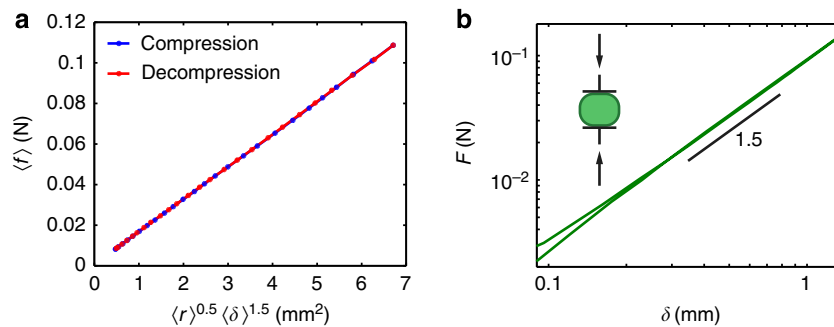 a
0.12
0.1
0.08
0.06
0.04
0.02
0
⟨f⟩ (N)
Compression
Decompression
0 1 2 3 4 5 6 7
⟨r⟩^0.5 ⟨δ⟩^1.5 (mm²)
b
10⁻¹
10⁻²
F (N)
1.5
0.1 1
δ (mm)